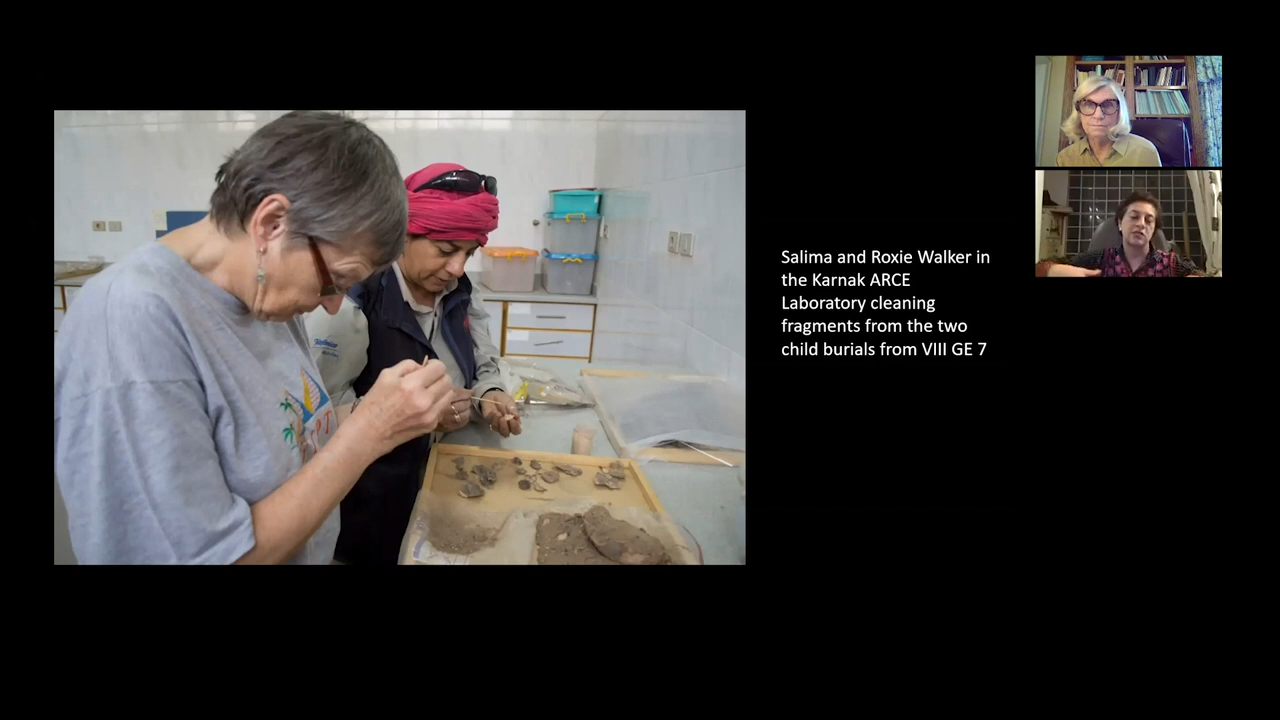 Salima and Roxie Walker in
the Karnak ARCE
Laboratory cleaning
fragments from the two
child burials from VIII GE 7